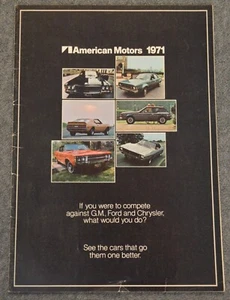 American Motors 1971
If you were to compete
against G.M., Ford and Chrysler,
what would you do?
See the cars that go
them one better.